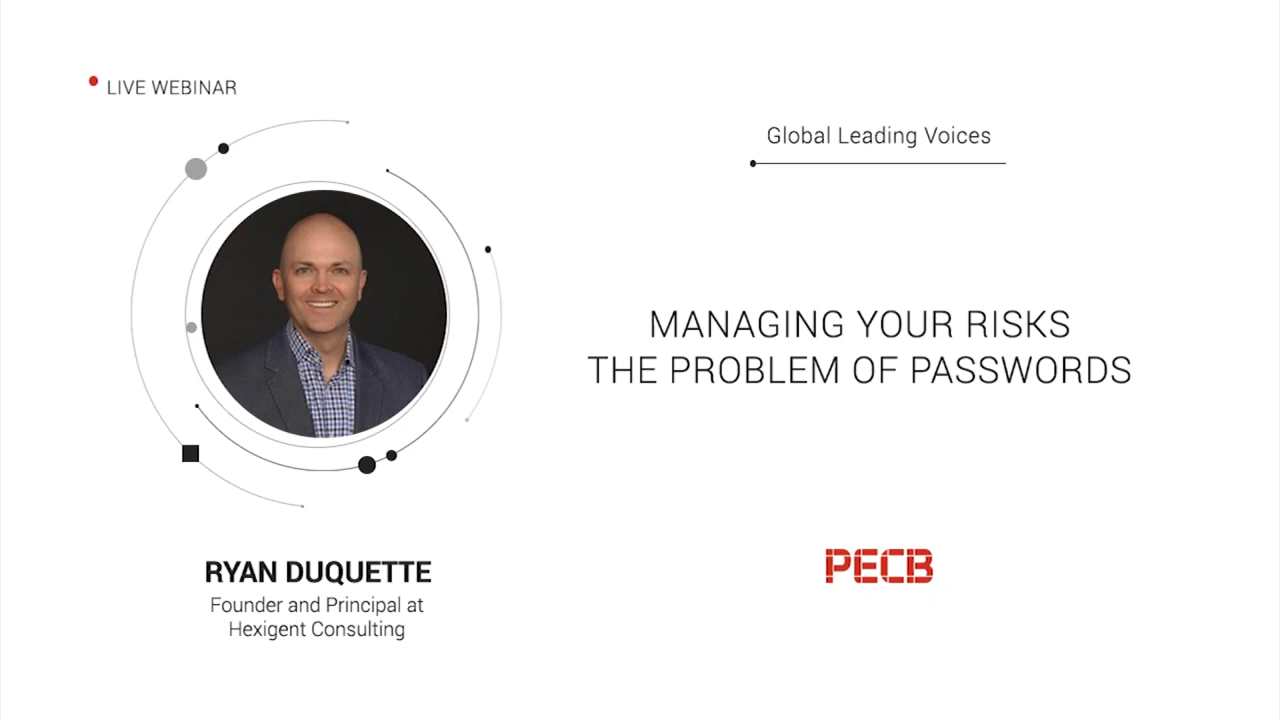 LIVE WEBINAR
Global Leading Voices
MANAGING YOUR RISKS
THE PROBLEM OF PASSWORDS
RYAN DUQUETTE
Founder and Principal at
Hexigent Consulting
PECB